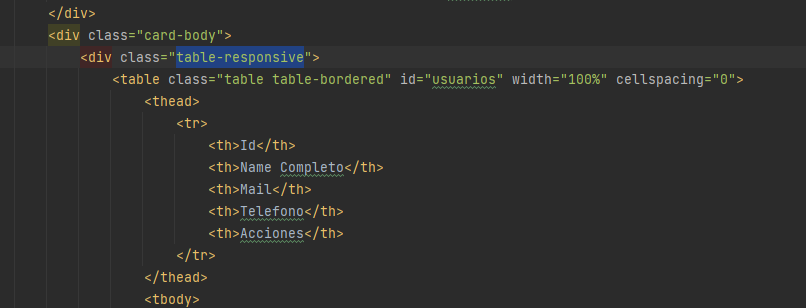 </div>
<div class="card-body">
<div class="table-responsive">
<table class="table table-bordered" id="usuarios" width="100%" cellspacing="0">
<thead>
<tr>
<th>Id</th>
<th>Name Completo</th>
<th>Mail</th>
<th>Telefono</th>
<th>Acciones</th>
</tr>
</thead>
<tbody>